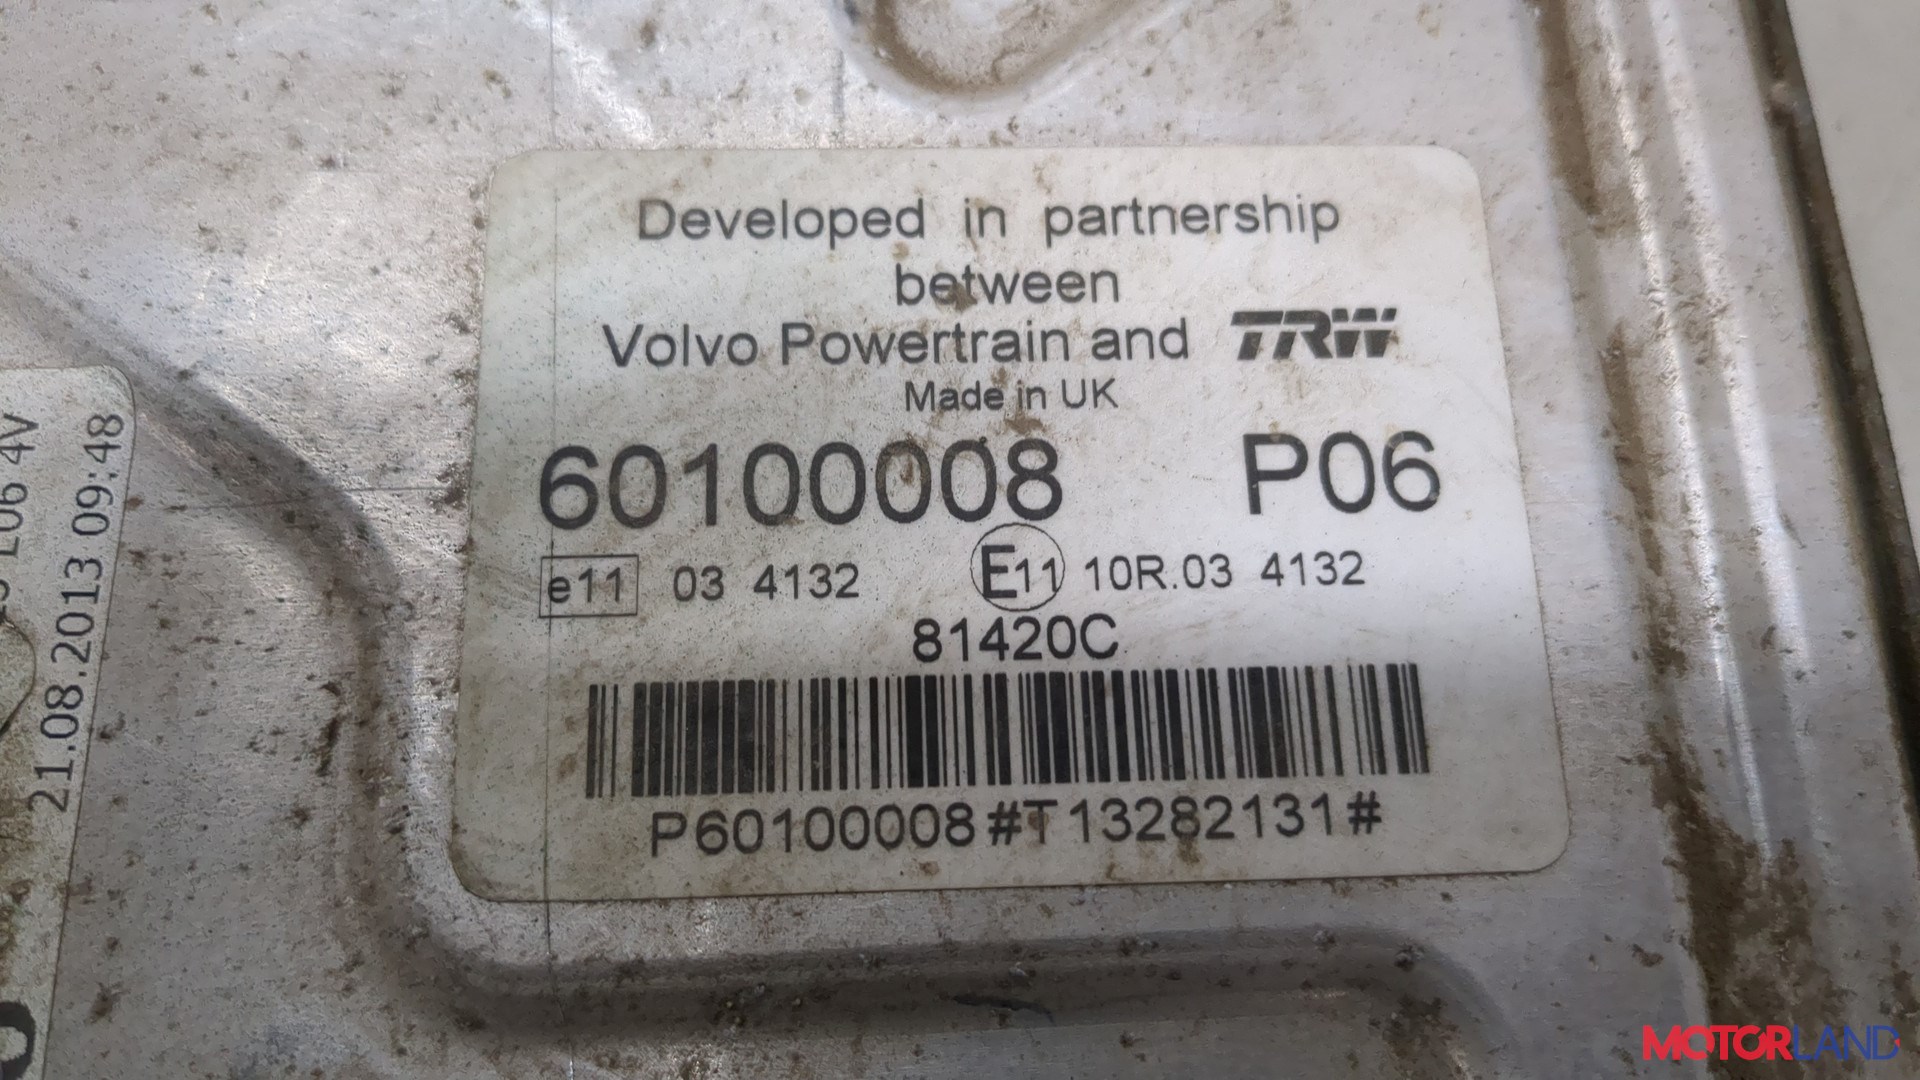 Developed in partnership
between
Volvo Powertrain and TRW
Made in UK
60100008 P06
e11 03 4132 E11 10R.03 4132
81420C
P60100008#T13282131#
4V
21.08.2013 09:48
MOTORLAND